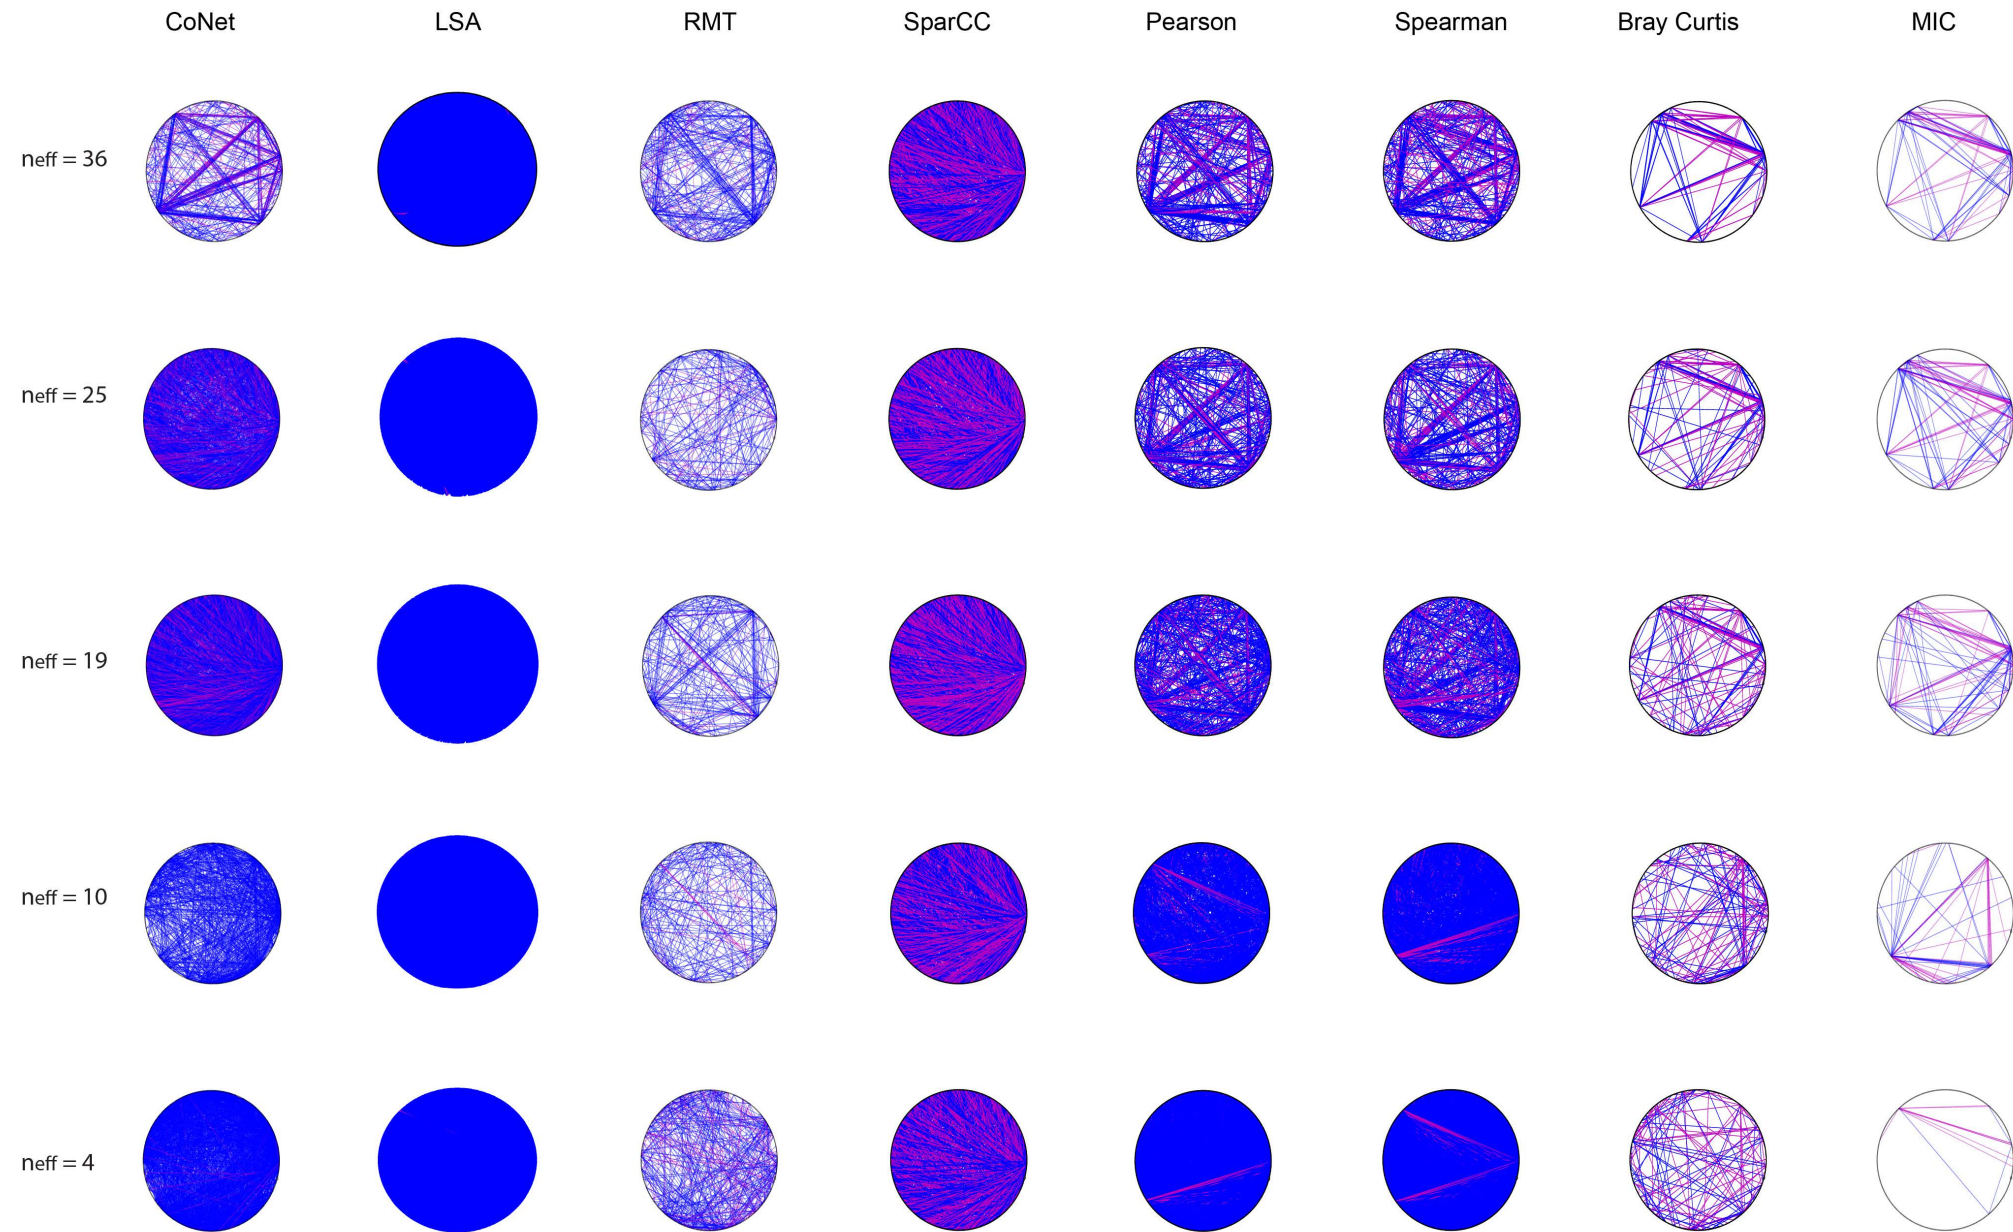 CoNet LSA RMT SparCC Pearson Spearman Bray Curtis MIC
neff = 36
neff = 25
neff = 19
neff = 10
neff = 4